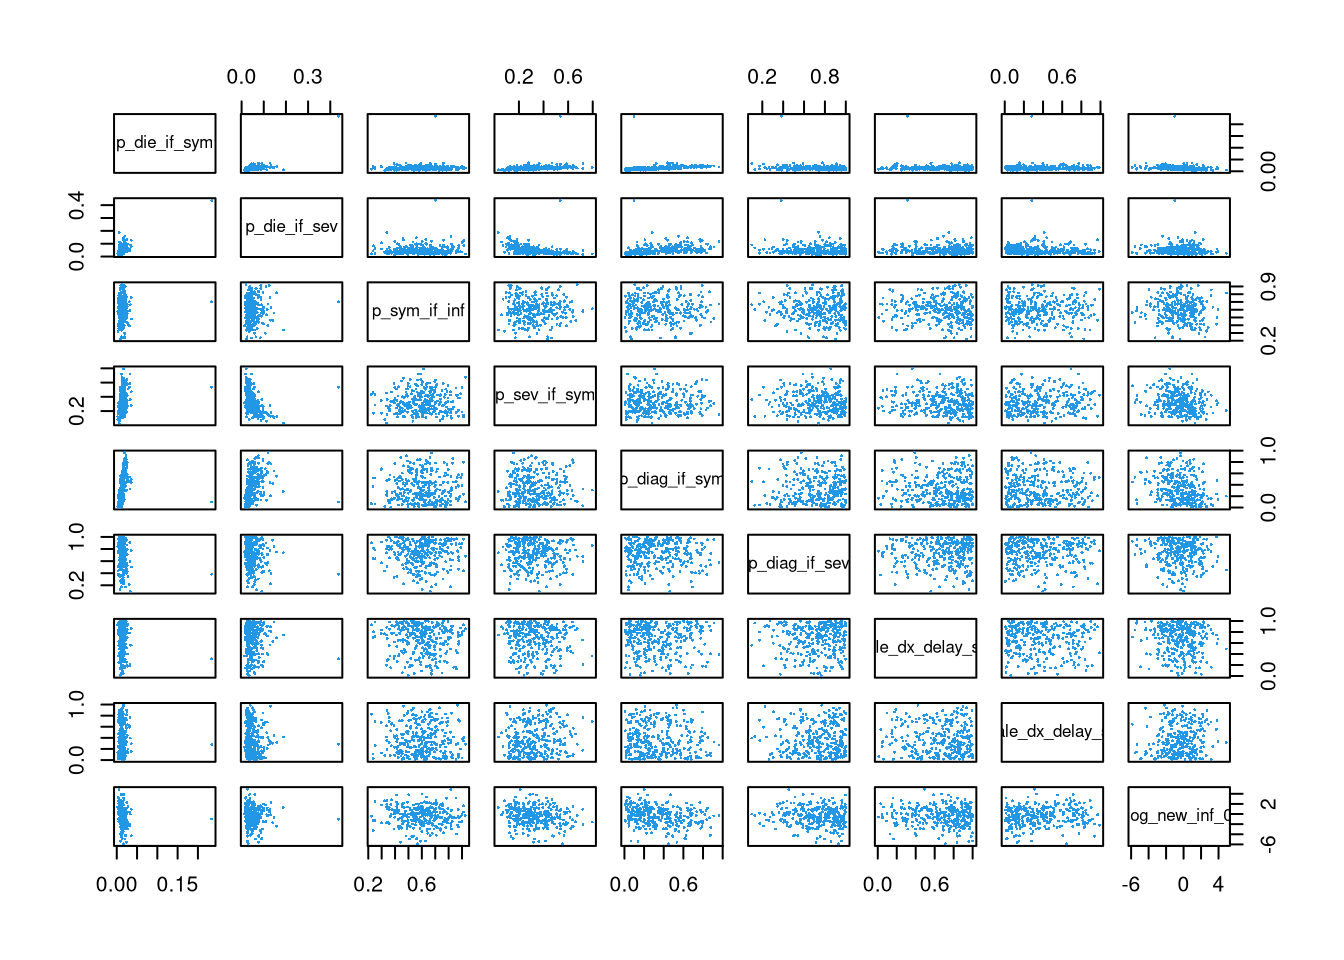 0.0 0.3 0.2 0.6 0.2 0.8 0.0 0.6
p_die_if_sym 0.00
0.0 0.4 p_die_if_sev
p_sym_if_inf 0.2 0.9
0.2 p_sev_if_sym
p_diag_if_sym 0.0 1.0
0.2 1.0 p_diag_if_sev
le_dx_delay_s 0.0 1.0
0.0 1.0 ale_dx_delay_
og_new_inf_0 -6 2
0.00 0.15 0.2 0.6 0.0 0.6 0.0 0.6 -6 0 4